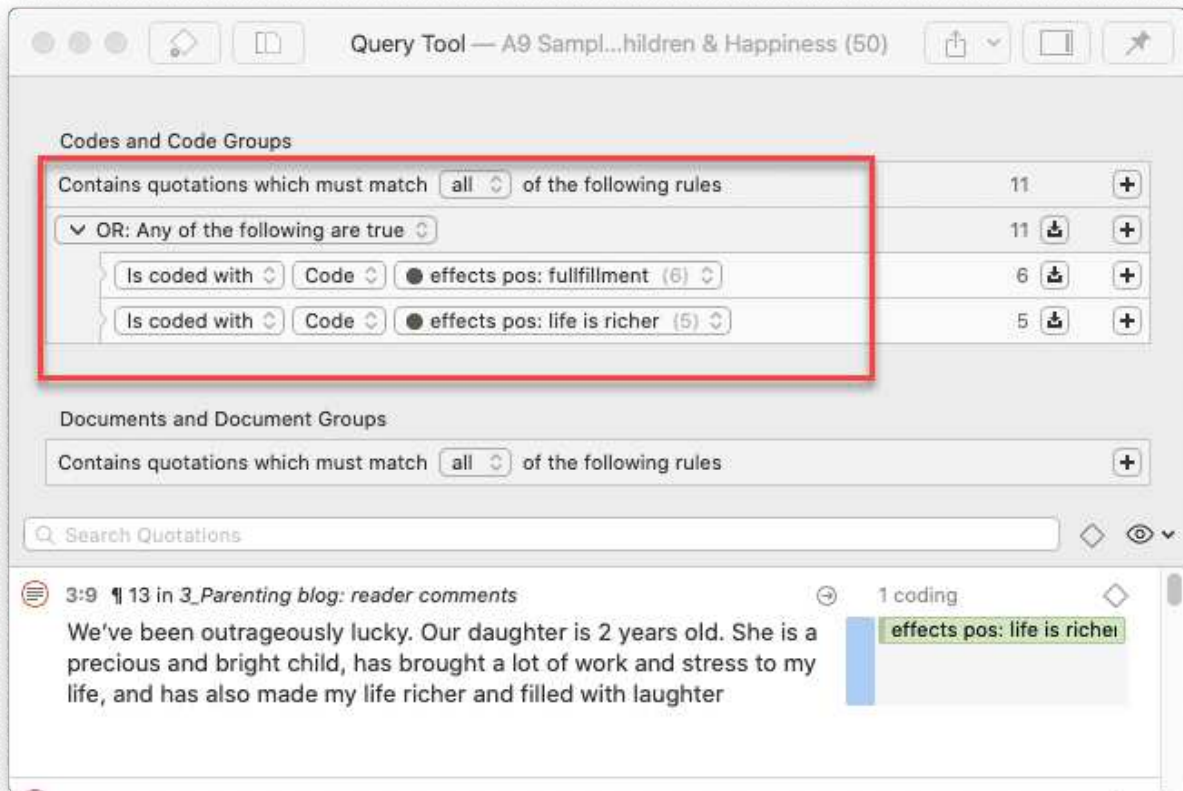 Query Tool — A9 Sampl...hildren & Happiness (50)
Codes and Code Groups
Contains quotations which must match all of the following rules 11
OR: Any of the following are true 11
Is coded with Code effects pos: fullfillment (6) 6
Is coded with Code effects pos: life is richer (5) 5
Documents and Document Groups
Contains quotations which must match all of the following rules
Search Quotations
3:9 ¶ 13 in 3_Parenting blog: reader comments 1 coding
We've been outrageously lucky. Our daughter is 2 years old. She is a effects pos: life is richer
precious and bright child, has brought a lot of work and stress to my
life, and has also made my life richer and filled with laughter